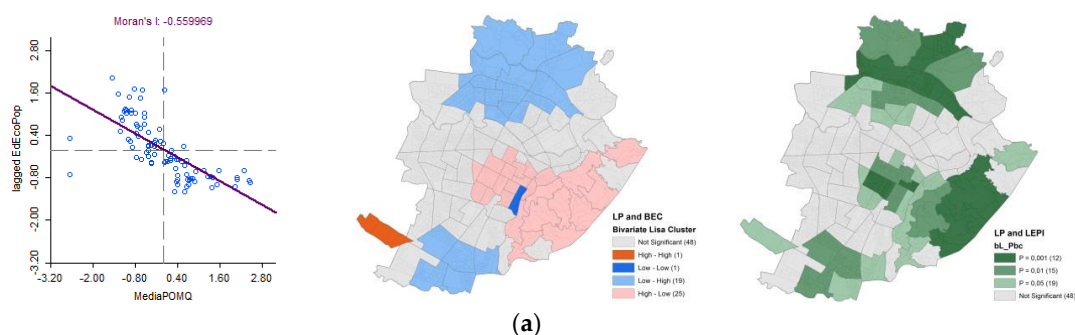 Moran's I: -0.559969
2.80
1.60
0.40
-0.80
-2.00
-3.20
lagged EdEcoPop
-3.20 -2.00 -0.80 0.40 1.60 2.80
MediaPOMQ
LP and BEC
Bivariate Lisa Cluster
Not Significant (48)
High - High (1)
Low - Low (1)
Low - High (19)
High - Low (25)
LP and LEPI
bL_Pbc
P = 0,001 (12)
P = 0,01 (15)
P = 0,05 (19)
Not Significant (48)
(a)